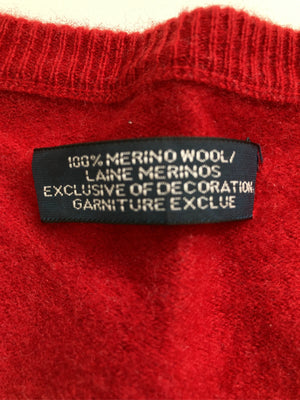 100% MERINO WOOL/
LAINE MERINOS
EXCLUSIVE OF DECORATION
GARNITURE EXCLUE